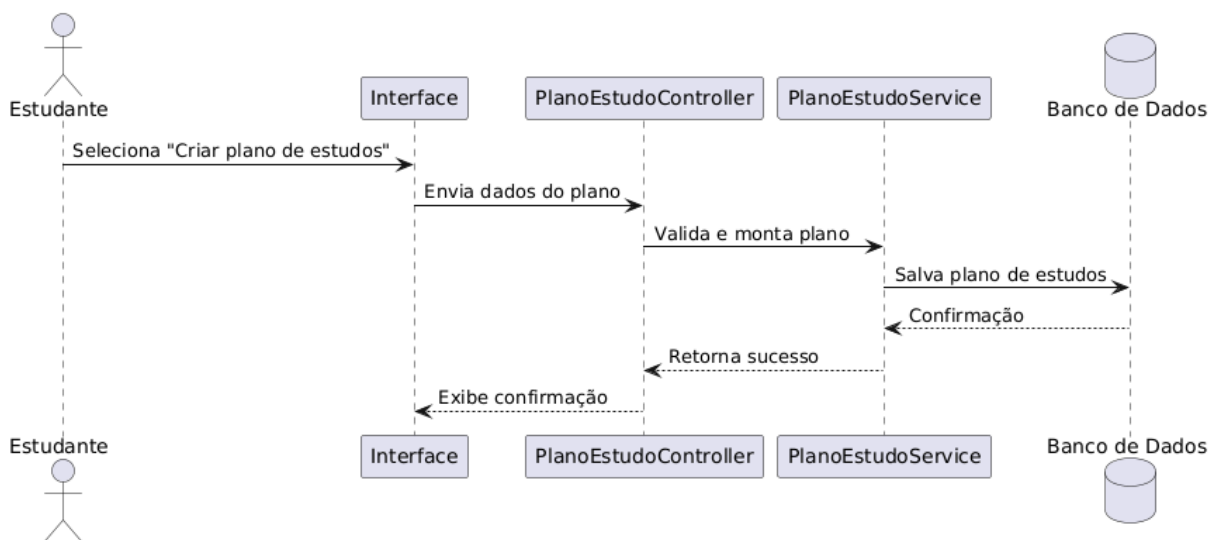 Estudante
Interface
PlanoEstudoController
PlanoEstudoService
Banco de Dados
Seleciona "Criar plano de estudos"
Envia dados do plano
Valida e monta plano
Salva plano de estudos
Confirmação
Retorna sucesso
Exibe confirmação
Estudante
Interface
PlanoEstudoController
PlanoEstudoService
Banco de Dados